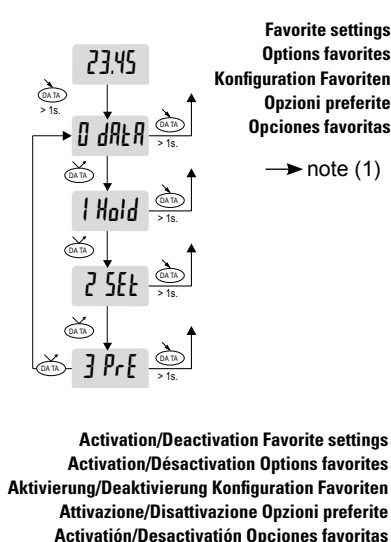 Favorite settings
Options favorites
Konfiguration Favoriten
Opzioni preferite
Opciones favoritas
note (1)
23.45
DATA
> 1s.
0 dAtA
DATA
> 1s.
DATA
1 Hold
DATA
> 1s.
DATA
2 SEt
DATA
> 1s.
DATA
DATA
3 PrE
DATA
> 1s.
Activation/Deactivation Favorite settings
Activation/Désactivation Options favorites
Aktivierung/Deaktivierung Konfiguration Favoriten
Attivazione/Disattivazione Opzioni preferite
Activatión/Desactivatión Opciones favoritas